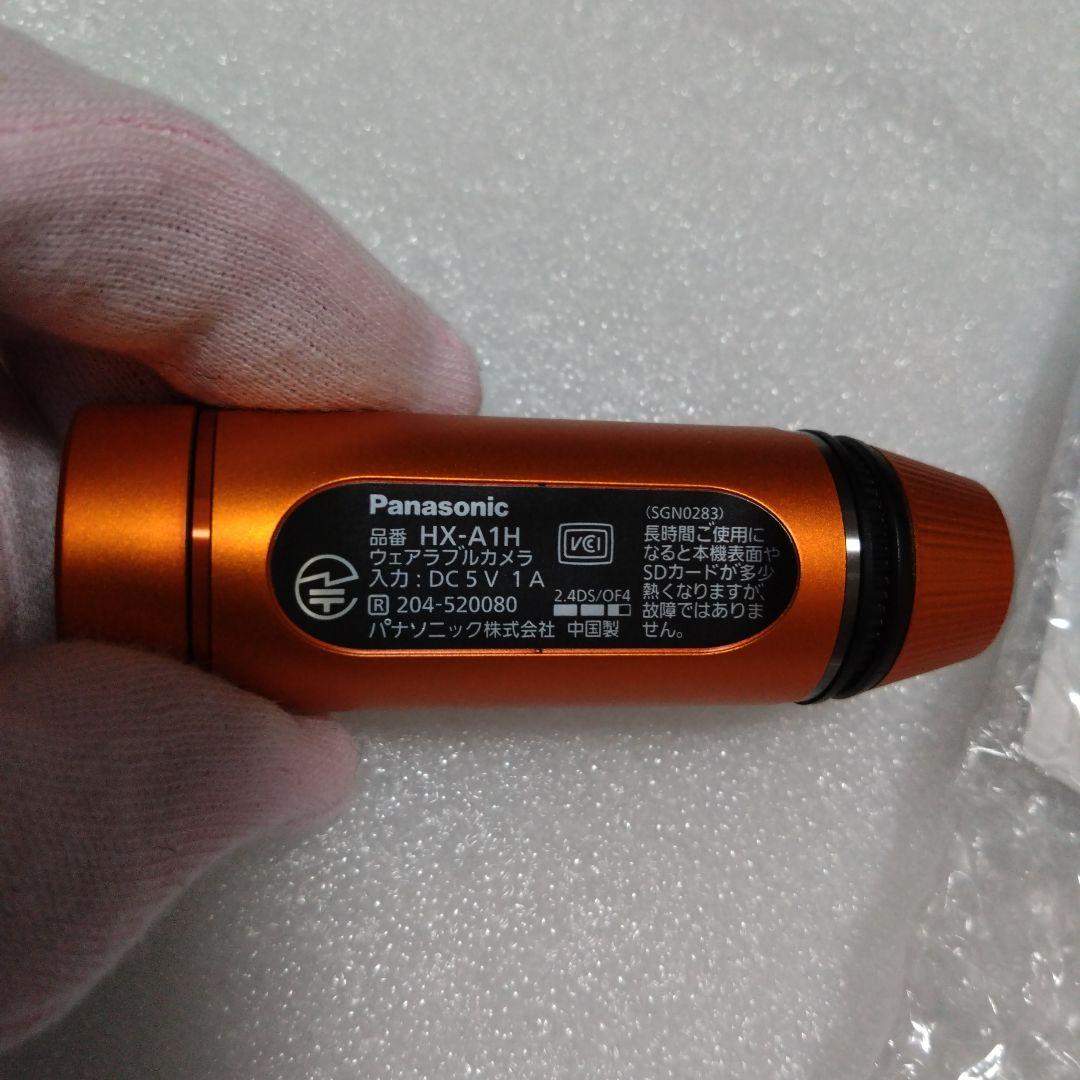 Panasonic
品番 HX-A1H
ウェアラブルカメラ
入力 : DC 5 V 1 A
R 204-520080
パナソニック株式会社 中国製
VCCI
2.4DS/OF4
(SGN0283)
長時間ご使用に
なると本機表面や
SDカードが多少
熱くなりますが、
故障ではありま
せん。